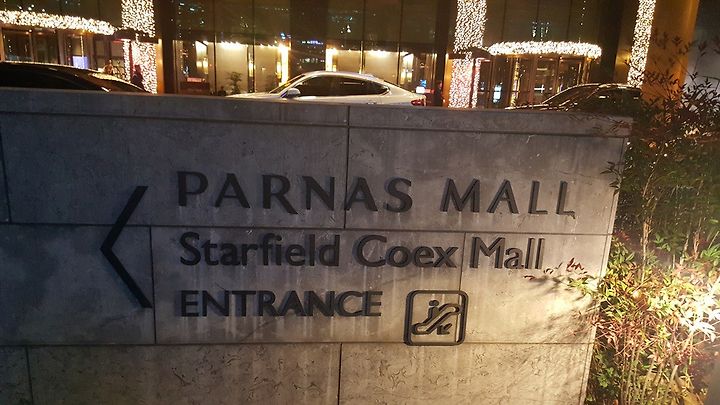 PARNAS MALL
Starfield Coex Mall
ENTRANCE